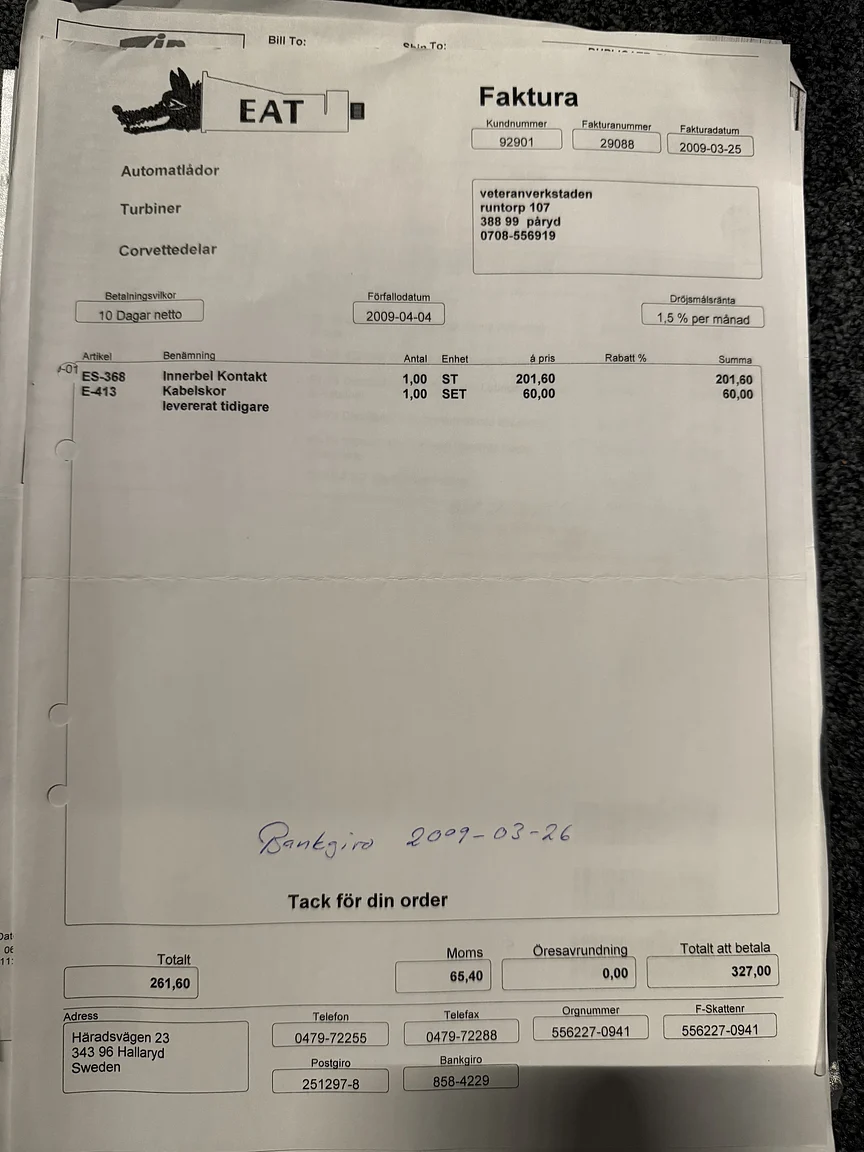 Bill To:
EAT
Faktura
Kundnummer Fakturanummer Fakturadatum
92901 29088 2009-03-25
Automatlådor
Turbiner
Corvettedelar
veteranverkstaden
runtorp 107
388 99 påryd
0708-556919
Betalningsvilkor Förfallodatum Dröjsmålsränta
10 Dagar netto 2009-04-04 1,5 % per månad
Artikel Benämning Antal Enhet á pris Rabatt % Summa
ES-368 Innerbel Kontakt 1,00 ST 201,60 201,60
E-413 Kabelskor 1,00 SET 60,00 60,00
levererat tidigare
Bankgiro 2009-03-26
Tack för din order
Totalt Moms Öresavrundning Totalt att betala
261,60 65,40 0,00 327,00
Adress Telefon Telefax Orgnummer F-Skattenr
Häradsvägen 23 0479-72255 0479-72288 556227-0941 556227-0941
343 96 Hallaryd
Sweden
Postgiro Bankgiro
251297-8 858-4229